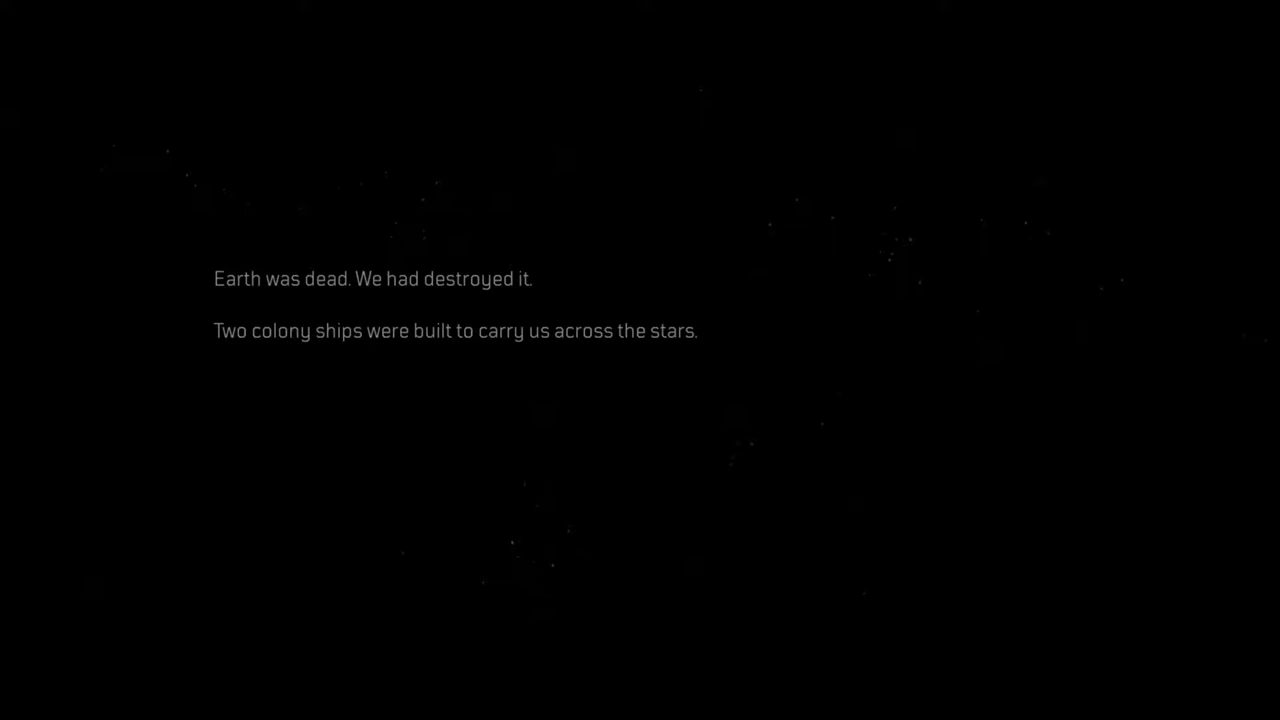 Earth was dead. We had destroyed it.
Two colony ships were built to carry us across the stars.